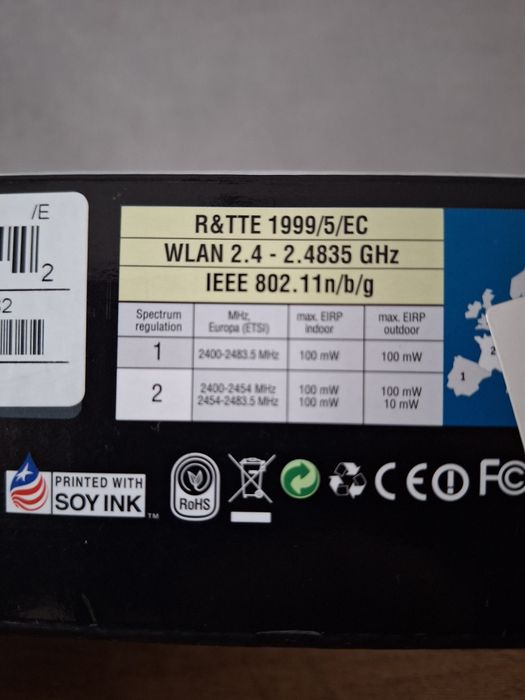 /E
2
R&TTE 1999/5/EC
WLAN 2.4 - 2.4835 GHz
IEEE 802.11n/b/g
Spectrum regulation | MHz, Europa (ETSI) | max. EIRP indoor | max. EIRP outdoor
1 | 2400-2483.5 MHz | 100 mW | 100 mW
2 | 2400-2454 MHz | 100 mW | 100 mW
2454-2483.5 MHz | 100 mW | 10 mW
1
2
PRINTED WITH
SOY INK™
RoHS
CE
FC